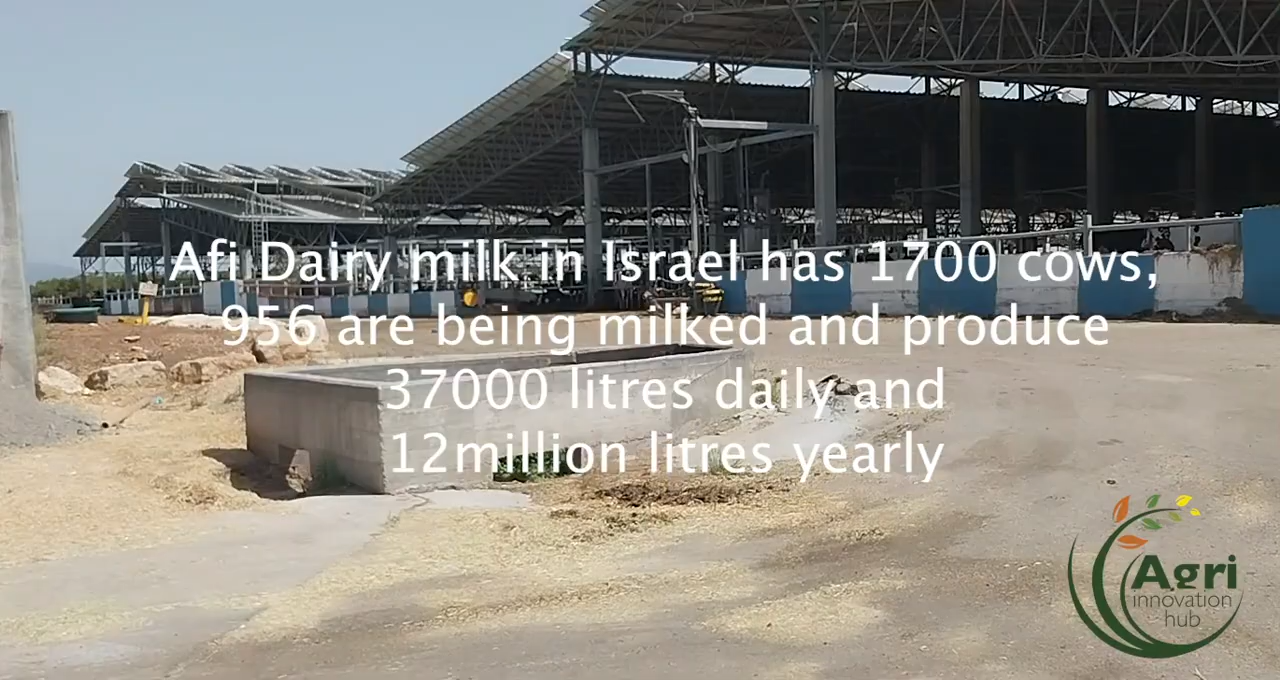 Afi Dairy milk in Israel has 1700 cows,
956 are being milked and produce
37000 litres daily and
12million litres yearly
Agri
innovation
hub